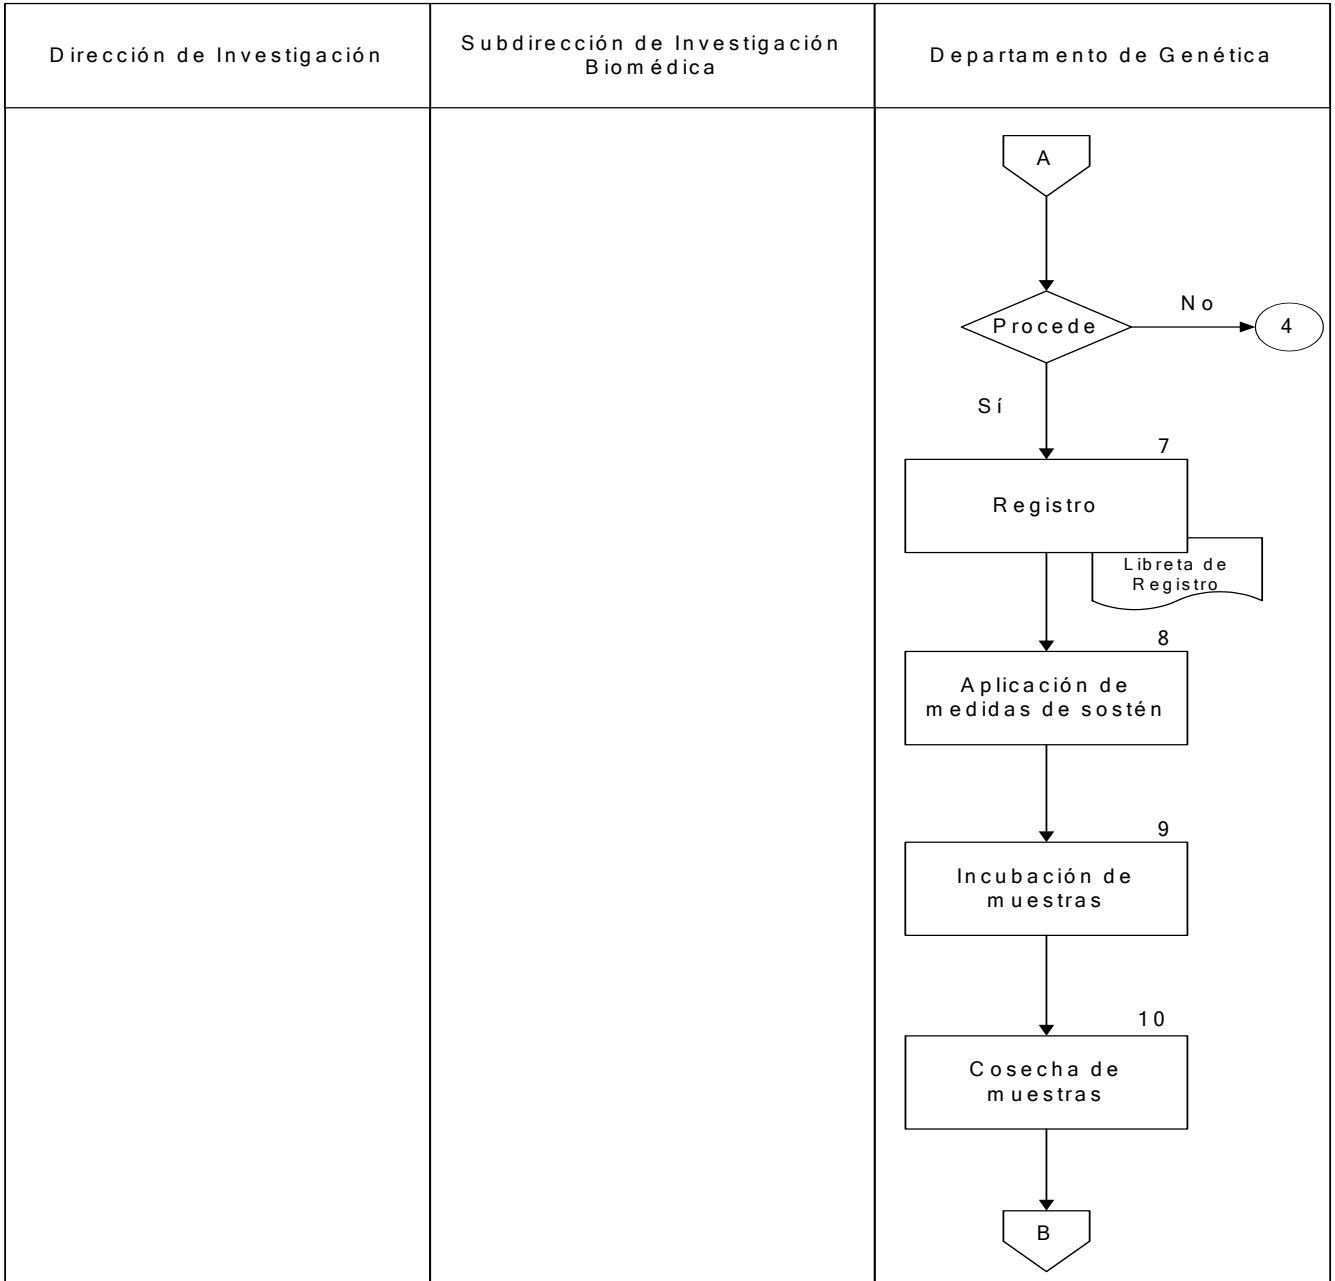 Dirección de Investigación
Subdirección de Investigación
Biomédica
Departamento de Genética
A
Procede
No
4
Sí
7
Registro
Libreta de
Registro
8
Aplicación de
medidas de sostén
9
Incubación de
muestras
10
Cosecha de
muestras
B